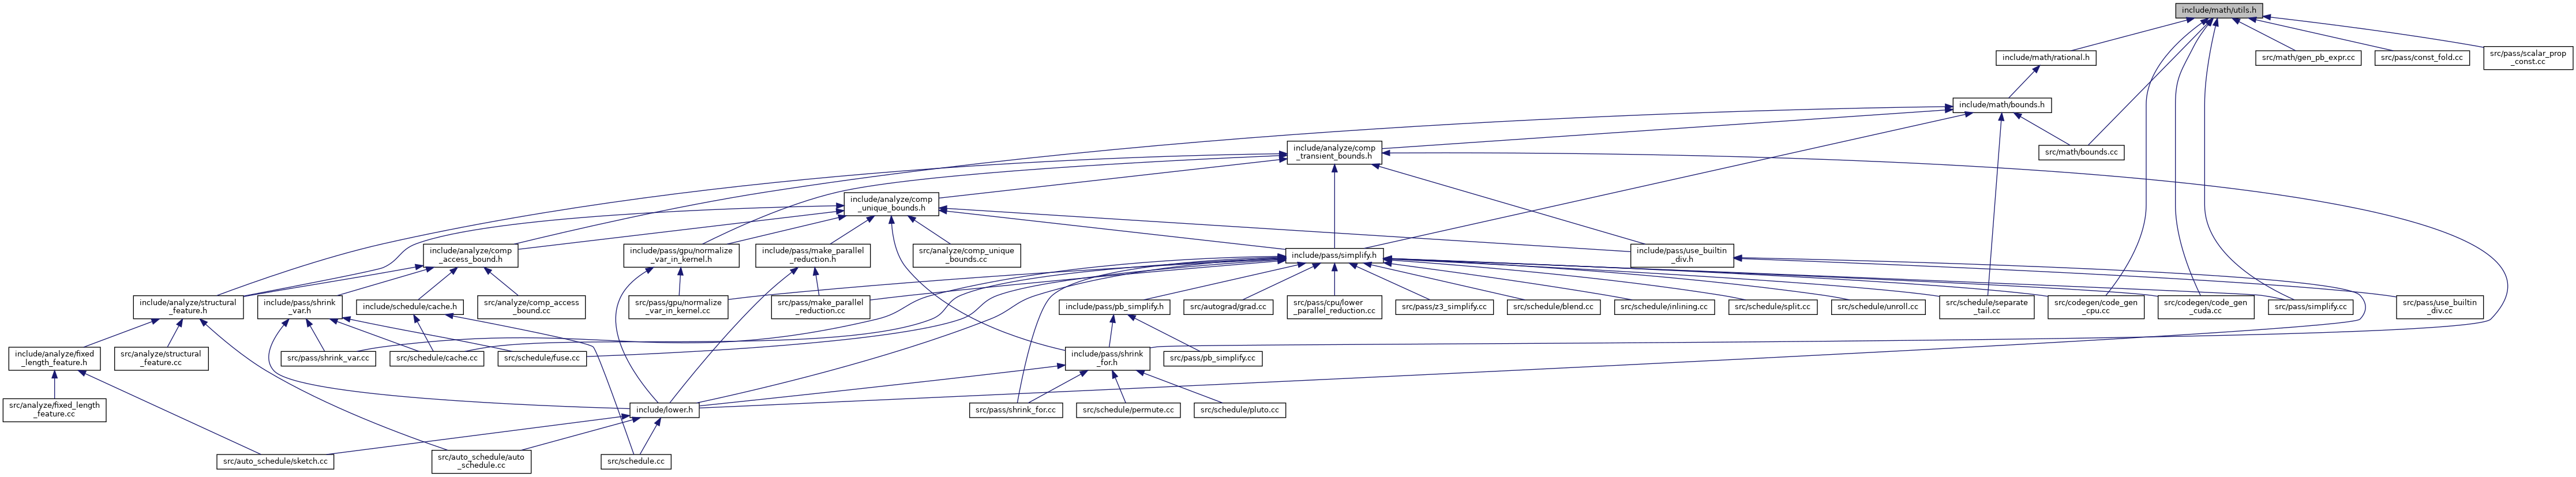 include/math/utils.h
include/math/rational.h
src/math/gen_pb_expr.cc
src/pass/const_fold.cc
src/pass/scalar_prop
_const.cc
include/math/bounds.h
include/analyze/comp
_transient_bounds.h
src/math/bounds.cc
include/analyze/comp
_unique_bounds.h
include/analyze/comp
_access_bound.h
include/pass/gpu/normalize
_var_in_kernel.h
include/pass/make_parallel
_reduction.h
src/analyze/comp_unique
_bounds.cc
include/pass/simplify.h
include/pass/use_builtin
_div.h
include/analyze/structural
_feature.h
include/pass/shrink
_var.h
include/schedule/cache.h
src/analyze/comp_access
_bound.cc
src/pass/gpu/normalize
_var_in_kernel.cc
src/pass/make_parallel
_reduction.cc
include/pass/pb_simplify.h
src/autograd/grad.cc
src/pass/cpu/lower
_parallel_reduction.cc
src/pass/z3_simplify.cc
src/schedule/blend.cc
src/schedule/inlining.cc
src/schedule/split.cc
src/schedule/unroll.cc
src/schedule/separate
_tail.cc
src/codegen/code_gen
_cpu.cc
src/codegen/code_gen
_cuda.cc
src/pass/simplify.cc
src/pass/use_builtin
_div.cc
include/analyze/fixed
_length_feature.h
src/analyze/structural
_feature.cc
src/pass/shrink_var.cc
src/schedule/cache.cc
src/schedule/fuse.cc
include/pass/shrink
_for.h
src/pass/pb_simplify.cc
src/analyze/fixed_length
_feature.cc
include/lower.h
src/pass/shrink_for.cc
src/schedule/permute.cc
src/schedule/pluto.cc
src/auto_schedule/sketch.cc
src/auto_schedule/auto
_schedule.cc
src/schedule.cc